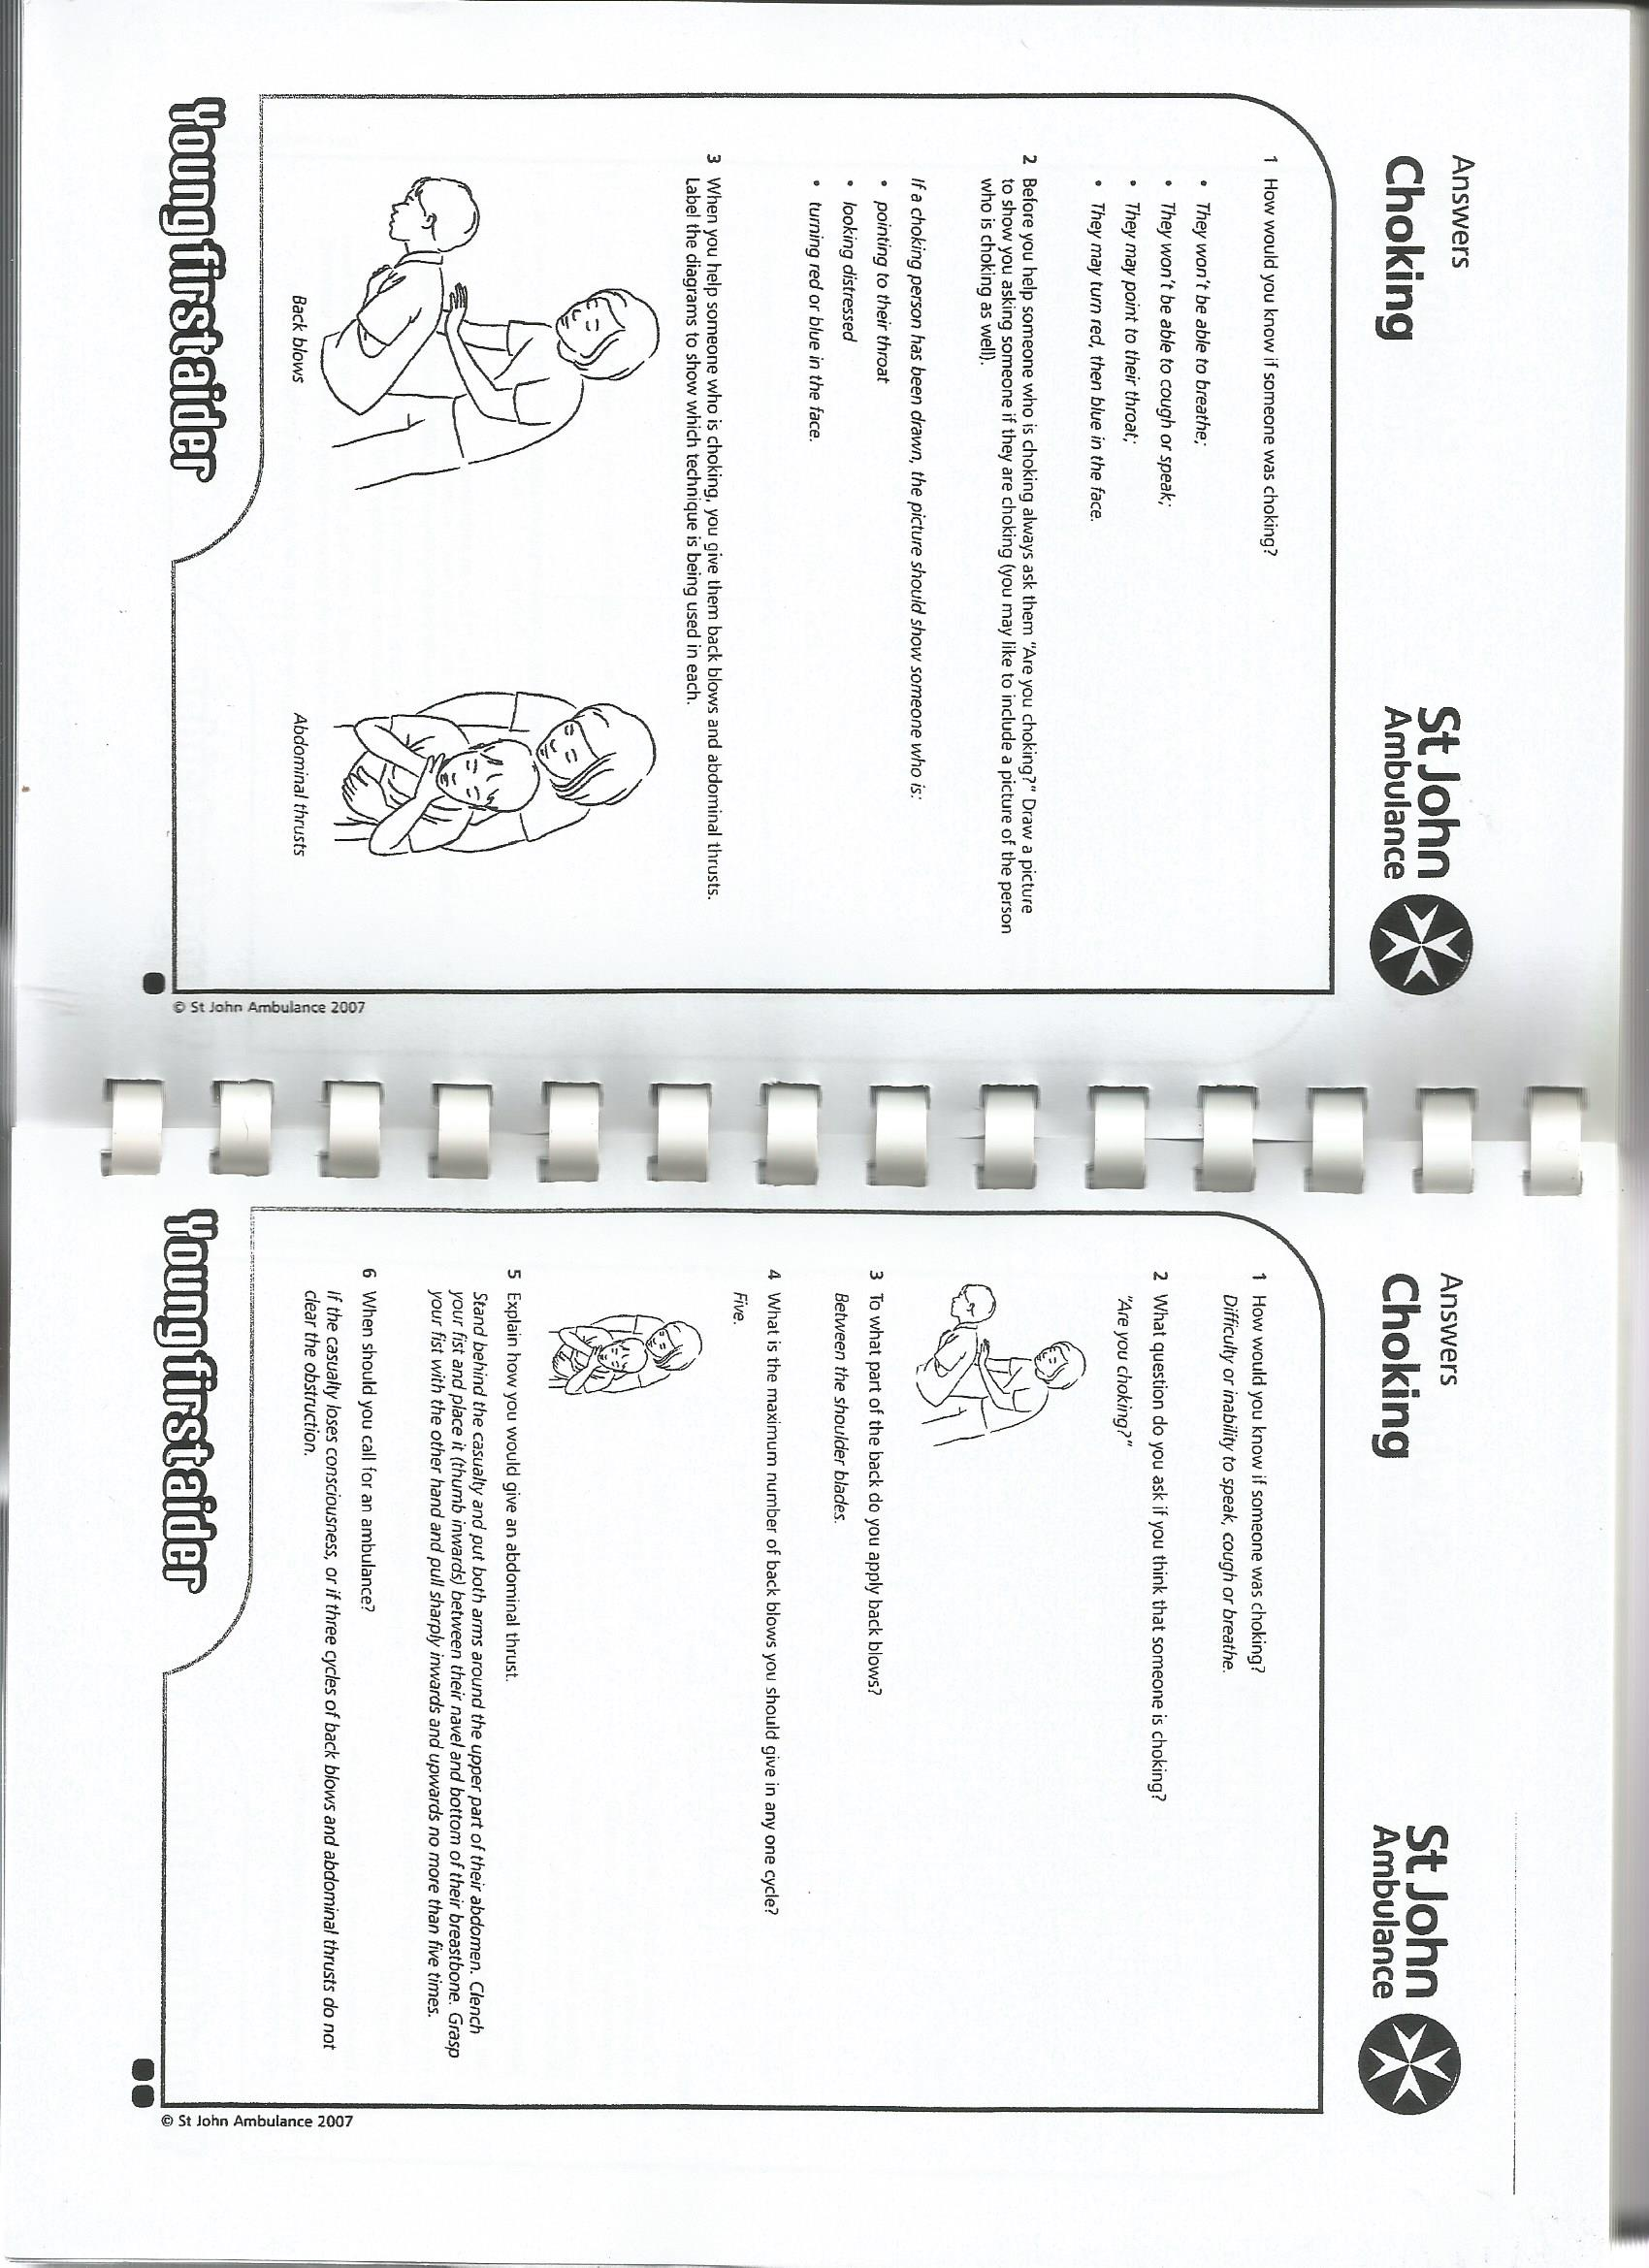 Answers
Choking
St John
Ambulance
1 How would you know if someone was choking?
• They won't be able to breathe;
• They won't be able to cough or speak;
• They may point to their throat;
• They may turn red, then blue in the face.
2 Before you help someone who is choking always ask them "Are you choking?" Draw a picture
to show you asking someone if they are choking (you may like to include a picture of the person
who is choking as well).
If a choking person has been drawn, the picture should show someone who is:
• pointing to their throat
• looking distressed
• turning red or blue in the face.
3 When you help someone who is choking, you give them back blows and abdominal thrusts.
Label the diagrams to show which technique is being used in each.
Back blows
Abdominal thrusts
Young first aider
© St John Ambulance 2007
Answers
Choking
St John
Ambulance
1 How would you know if someone was choking?
Difficulty or inability to speak, cough or breathe.
2 What question do you ask if you think that someone is choking?
"Are you choking?"
3 To what part of the back do you apply back blows?
Between the shoulder blades.
4 What is the maximum number of back blows you should give in any one cycle?
Five.
5 Explain how you would give an abdominal thrust.
Stand behind the casualty and put both arms around the upper part of their abdomen. Clench
your fist and place it (thumb inwards) between their navel and bottom of their breastbone. Grasp
your fist with the other hand and pull sharply inwards and upwards no more than five times.
6 When should you call for an ambulance?
If the casualty loses consciousness, or if three cycles of back blows and abdominal thrusts do not
clear the obstruction.
Young first aider
© St John Ambulance 2007